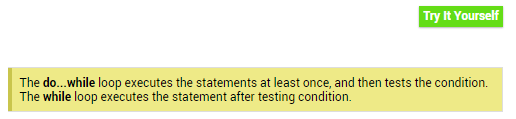 Try It Yourself
The do...while loop executes the statements at least once, and then tests the condition.
The while loop executes the statement after testing condition.